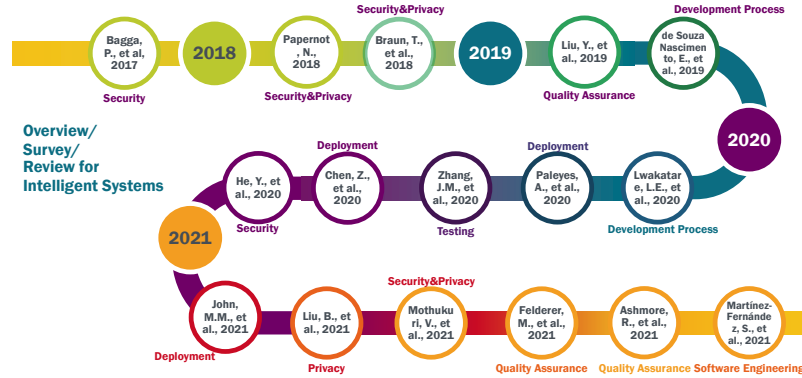 Security&Privacy
Development Process
Bagga,
P., et al,
2017
2018
Papernot
, N.,
2018
Braun, T.,
et al.,
2018
2019
Liu, Y., et
al., 2019
de Souza
Nascimen
to, E., et
al., 2019
Security
Security&Privacy
Quality Assurance
2020
Overview/
Survey/
Review for
Intelligent Systems
Deployment
Deployment
He, Y., et
al., 2020
Chen, Z.,
et al.,
2020
Zhang,
J.M., et
al., 2020
Paleyes,
A., et al.,
2020
Lwakatar
e, L.E., et
al., 2020
Security
Testing
Development Process
2021
Security&Privacy
John,
M.M., et
al., 2021
Liu, B., et
al., 2021
Mothuku
ri, V., et
al., 2021
Felderer,
M., et al.,
2021
Ashmore,
R., et al.,
2021
Martínez-
Fernánde
z, S., et
al., 2021
Deployment
Privacy
Quality Assurance
Quality Assurance
Software Engineering